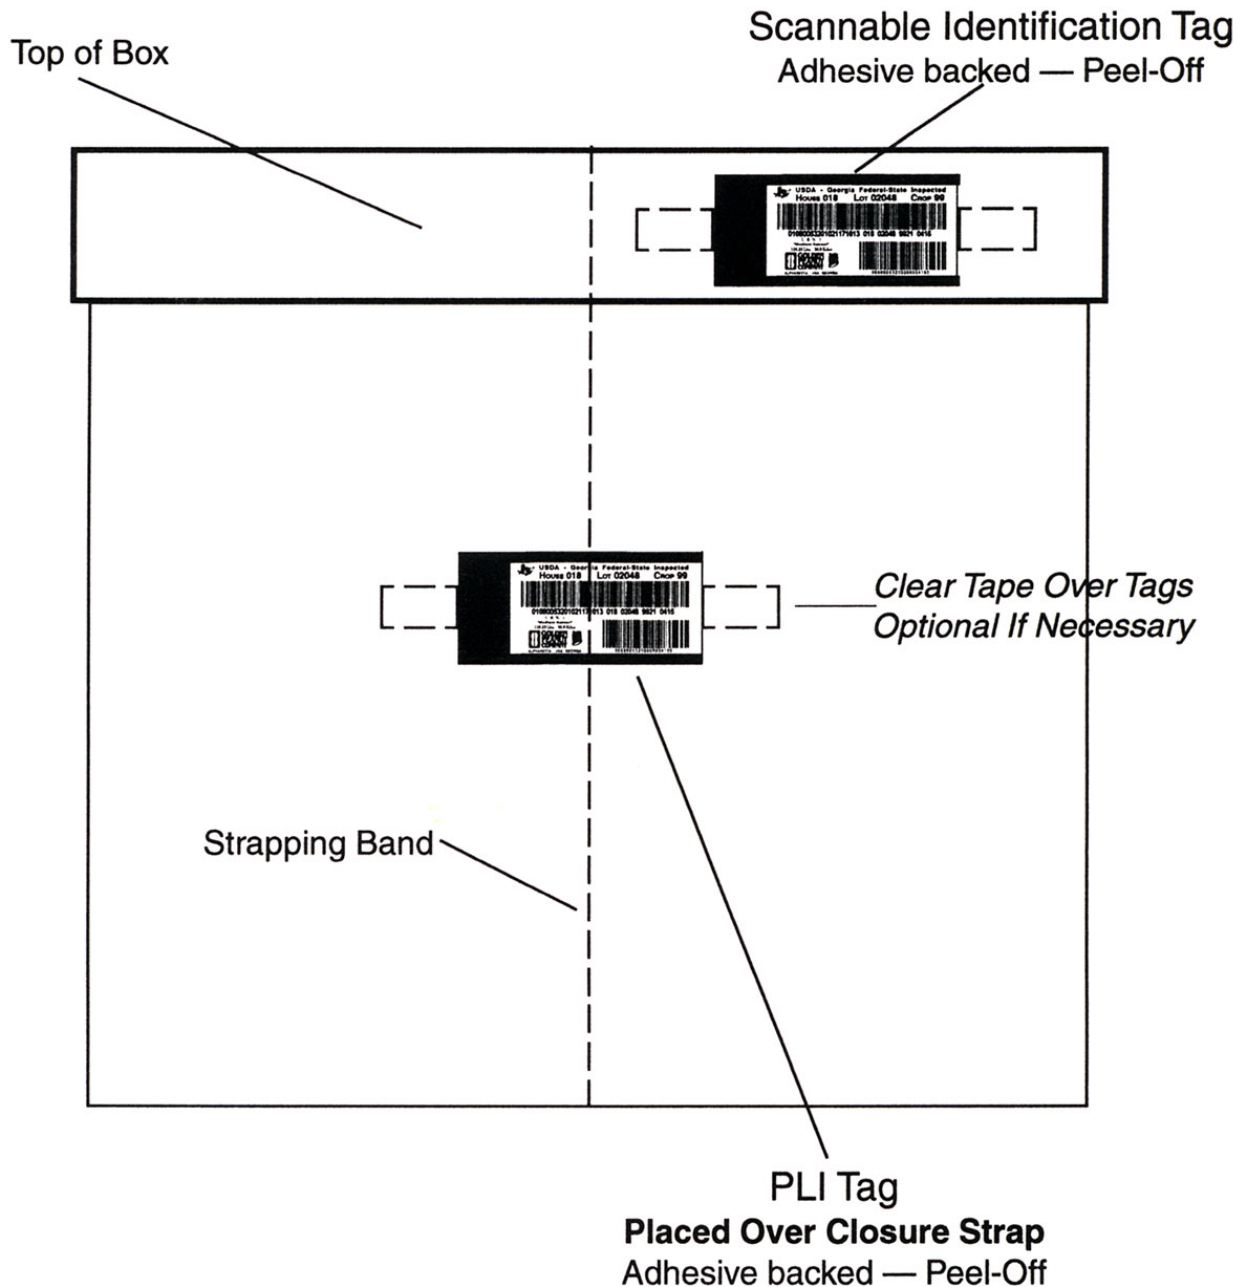 Top of Box
Scannable Identification Tag
Adhesive backed — Peel-Off
USDA - Georgia Federal-State Inspected
House 018 Lot 02048 Crop 99
USDA - Georgia Federal-State Inspected
House 018 Lot 02048 Crop 99
Clear Tape Over Tags
Optional If Necessary
Strapping Band
PLI Tag
Placed Over Closure Strap
Adhesive backed — Peel-Off